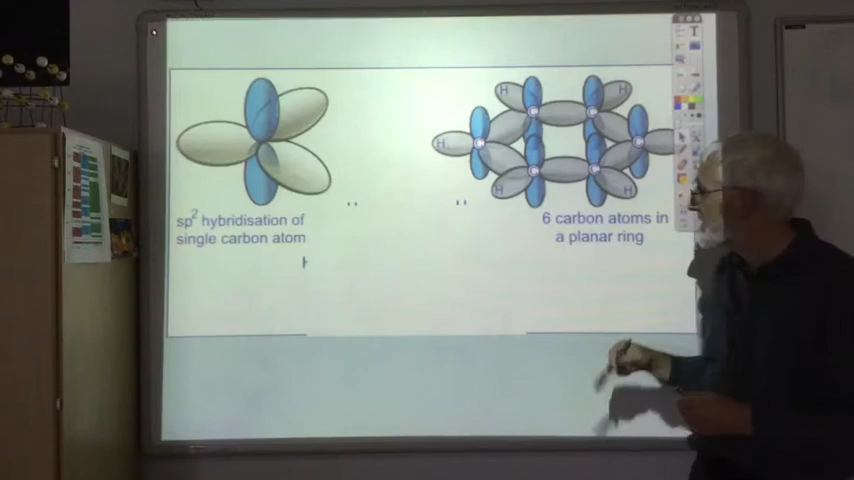 H
H
H
H
H
sp² hybridisation of
single carbon atom
6 carbon atoms in
a planar ring
T